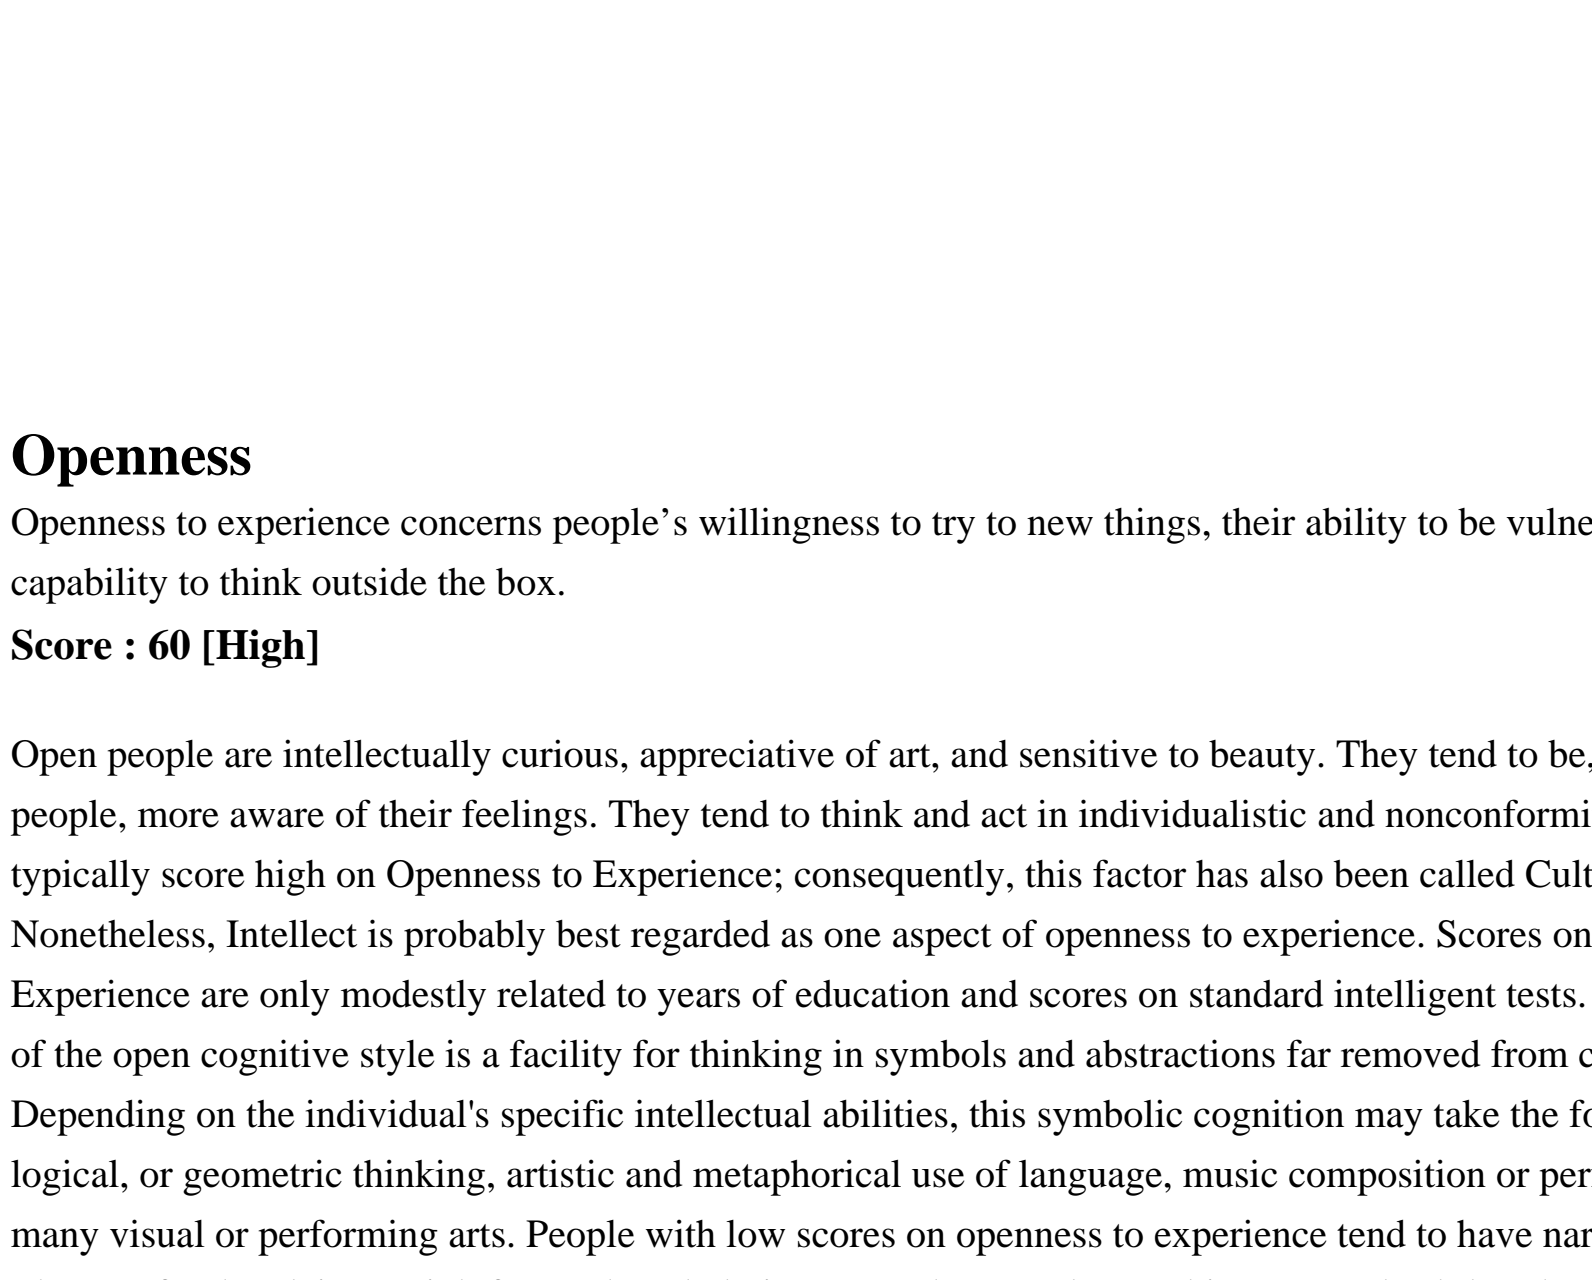 Openness
Openness to experience concerns people’s willingness to try to new things, their ability to be vulne
capability to think outside the box.
Score : 60 [High]
Open people are intellectually curious, appreciative of art, and sensitive to beauty. They tend to be,
people, more aware of their feelings. They tend to think and act in individualistic and nonconformi
typically score high on Openness to Experience; consequently, this factor has also been called Cult
Nonetheless, Intellect is probably best regarded as one aspect of openness to experience. Scores on
Experience are only modestly related to years of education and scores on standard intelligent tests.
of the open cognitive style is a facility for thinking in symbols and abstractions far removed from c
Depending on the individual's specific intellectual abilities, this symbolic cognition may take the fo
logical, or geometric thinking, artistic and metaphorical use of language, music composition or per
many visual or performing arts. People with low scores on openness to experience tend to have nar